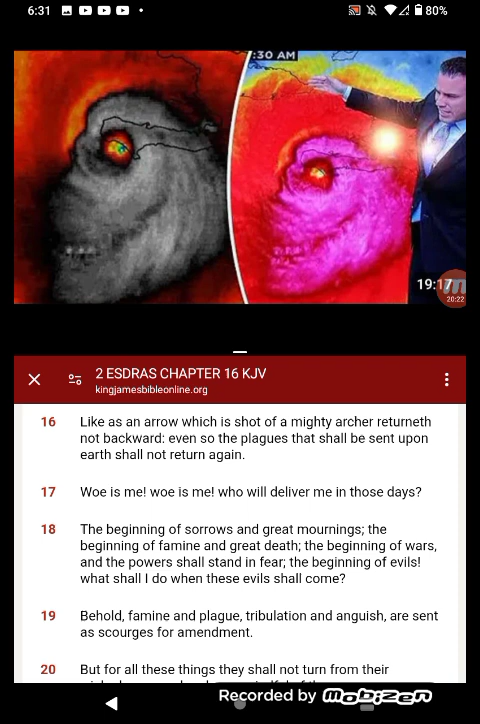 6:31
80%
:30 AM
19:17
20:22
2 ESDRAS CHAPTER 16 KJV
kingjamesbibleonline.org
16 Like as an arrow which is shot of a mighty archer returneth
not backward: even so the plagues that shall be sent upon
earth shall not return again.
17 Woe is me! woe is me! who will deliver me in those days?
18 The beginning of sorrows and great mournings; the
beginning of famine and great death; the beginning of wars,
and the powers shall stand in fear; the beginning of evils!
what shall I do when these evils shall come?
19 Behold, famine and plague, tribulation and anguish, are sent
as scourges for amendment.
20 But for all these things they shall not turn from their
Recorded by Mobizen